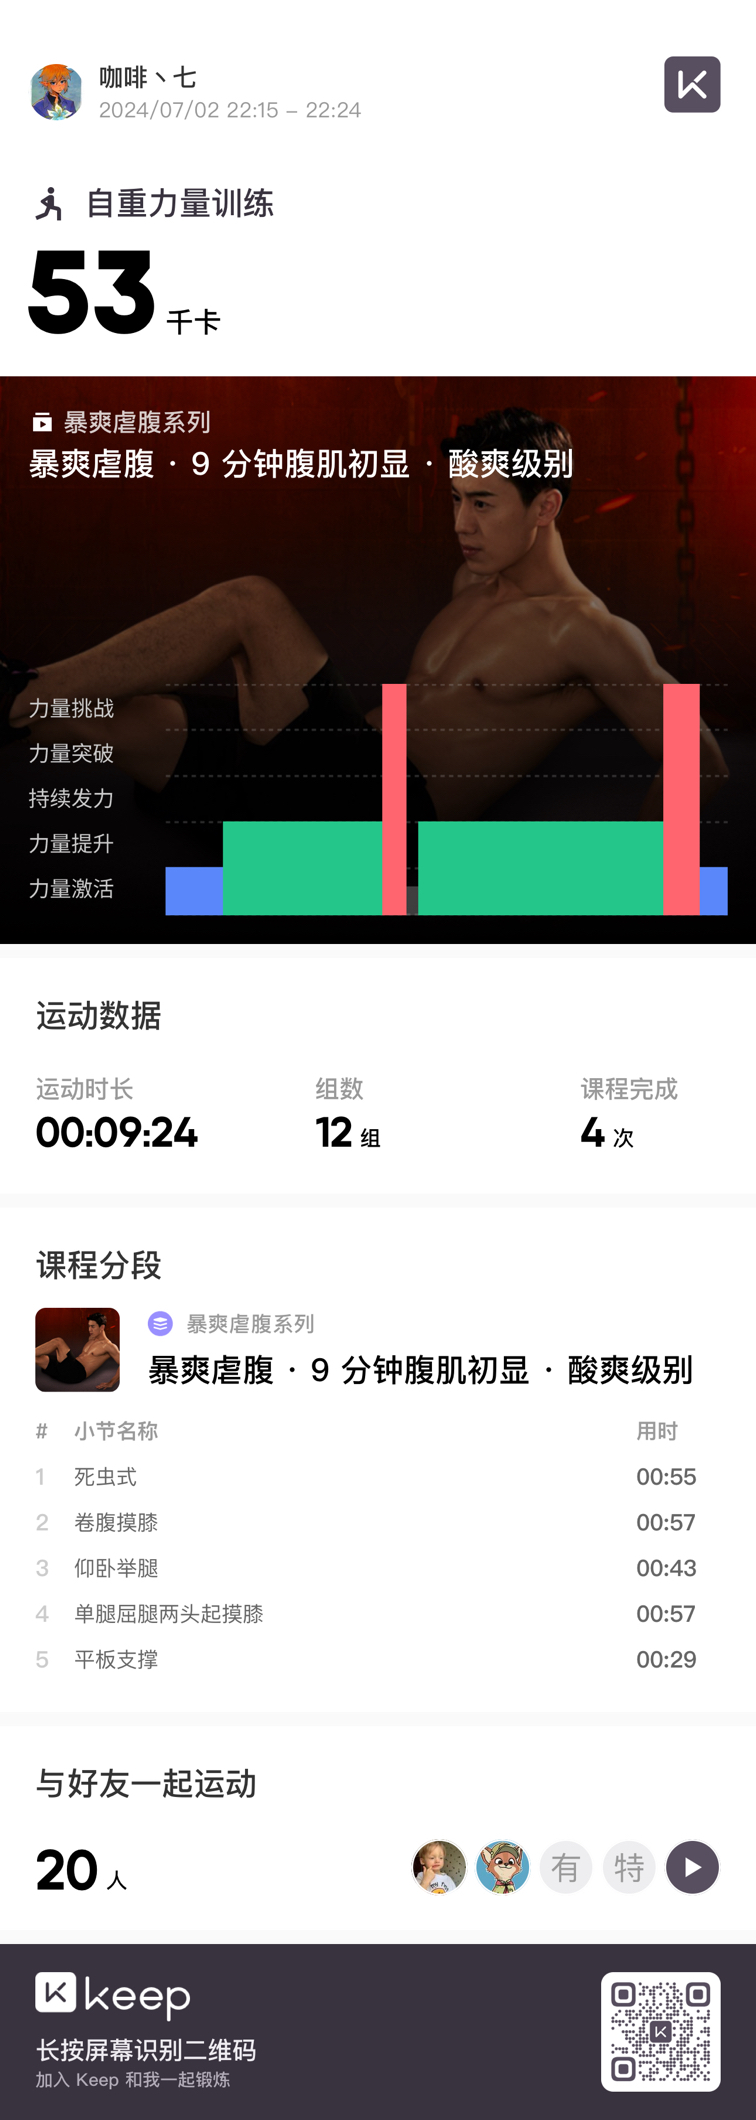 咖啡丶七
2024/07/02 22:15 – 22:24
自重力量训练
53 千卡
暴爽虐腹系列
暴爽虐腹 · 9 分钟腹肌初显 · 酸爽级别
力量挑战
力量突破
持续发力
力量提升
力量激活
运动数据
运动时长 组数 课程完成
00:09:24 12 组 4 次
课程分段
暴爽虐腹系列
暴爽虐腹 · 9 分钟腹肌初显 · 酸爽级别
# 小节名称 用时
1 死虫式 00:55
2 卷腹摸膝 00:57
3 仰卧举腿 00:43
4 单腿屈腿两头起摸膝 00:57
5 平板支撑 00:29
与好友一起运动
20 人 有 特
keep
长按屏幕识别二维码
加入 Keep 和我一起锻炼